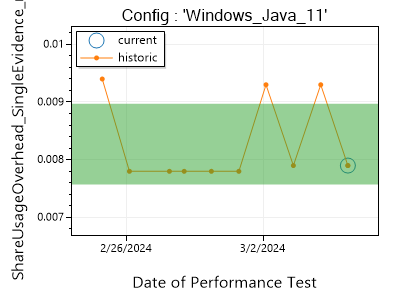 Config : 'Windows_Java_11'
ShareUsageOverhead_SingleEvidence_
0.01
0.009
0.008
0.007
current
historic
2/26/2024
3/2/2024
Date of Performance Test